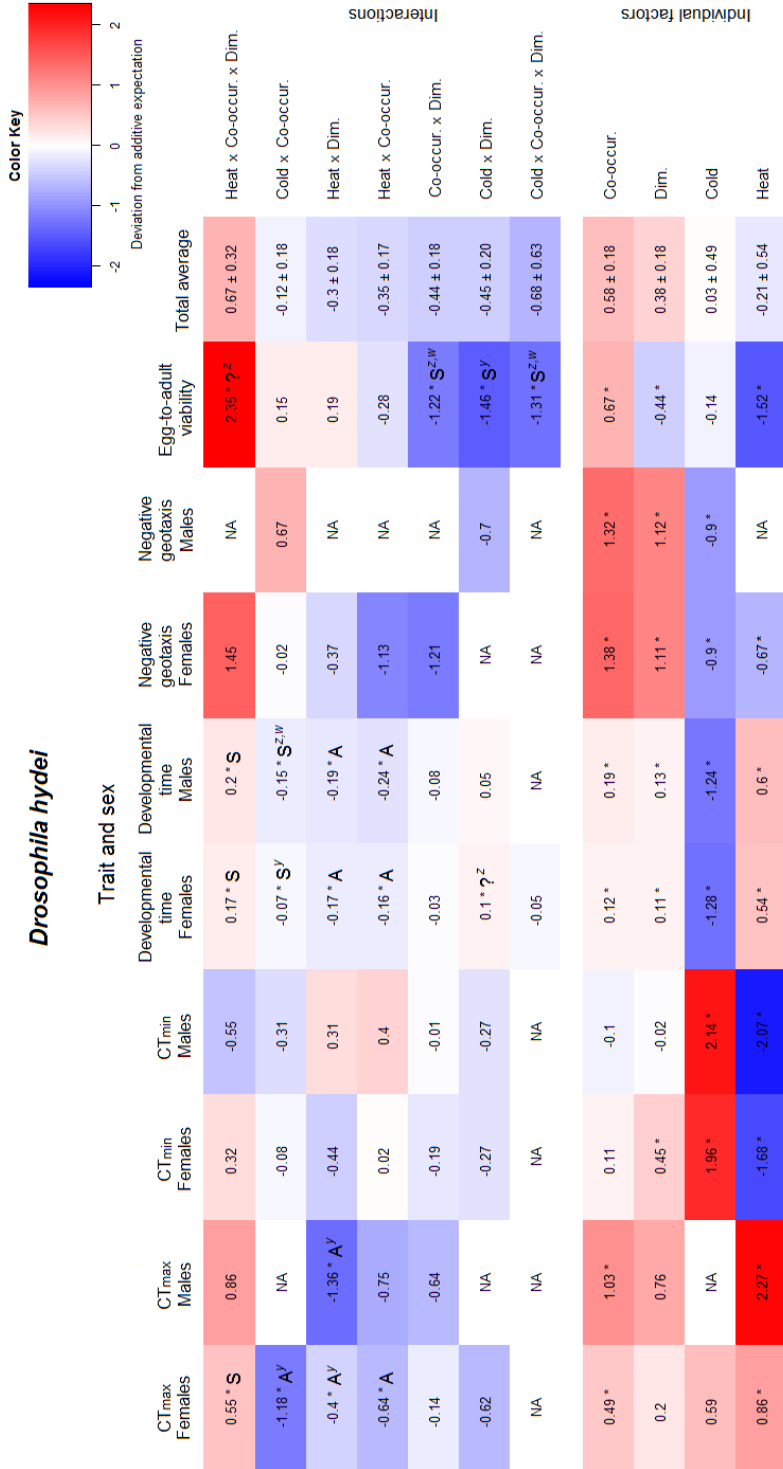 Drosophila hydei
Color Key
-2 -1 0 1 2
Deviation from additive expectation
Trait and sex
CTmax Females
CTmax Males
CTmin Females
CTmin Males
Developmental time Females
Developmental time Males
Negative geotaxis Females
Negative geotaxis Males
Egg-to-adult viability
Total average
0.55 * S 0.86 0.32 -0.55 0.17 * S 0.2 * S 1.45 NA 2.35 * ?z 0.67 ± 0.32 Heat x Co-occur. x Dim.
-1.18 * Ay NA -0.08 -0.31 -0.07 * Sy -0.15 * Sz,w -0.02 0.67 0.15 -0.12 ± 0.18 Cold x Co-occur.
-0.4 * Ay -1.36 * Ay -0.44 0.31 -0.17 * A -0.19 * A -0.37 NA 0.19 -0.3 ± 0.18 Heat x Dim.
-0.64 * A -0.75 0.02 0.4 -0.16 * A -0.24 * A -1.13 NA -0.28 -0.35 ± 0.17 Heat x Co-occur.
-0.14 -0.64 -0.19 -0.01 -0.03 -0.08 -1.21 NA -1.22 * Sz,w -0.44 ± 0.18 Co-occur. x Dim.
-0.62 NA -0.27 -0.27 0.1 * ?z 0.05 NA -0.7 -1.46 * Sy -0.45 ± 0.20 Cold x Dim.
NA NA NA NA -0.05 NA NA NA -1.31 * Sz,w -0.68 ± 0.63 Cold x Co-occur. x Dim.
Interactions
0.49 * 1.03 * 0.11 -0.1 0.12 * 0.19 * 1.38 * 1.32 * 0.67 * 0.58 ± 0.18 Co-occur.
0.2 0.76 0.45 * -0.02 0.11 * 0.13 * 1.11 * 1.12 * -0.44 * 0.38 ± 0.18 Dim.
0.59 NA 1.96 * 2.14 * -1.28 * -1.24 * -0.9 * -0.9 * -0.14 0.03 ± 0.49 Cold
0.86 * 2.27 * -1.68 * -2.07 * 0.54 * 0.6 * -0.67 * NA -1.52 * -0.21 ± 0.54 Heat
Individual factors